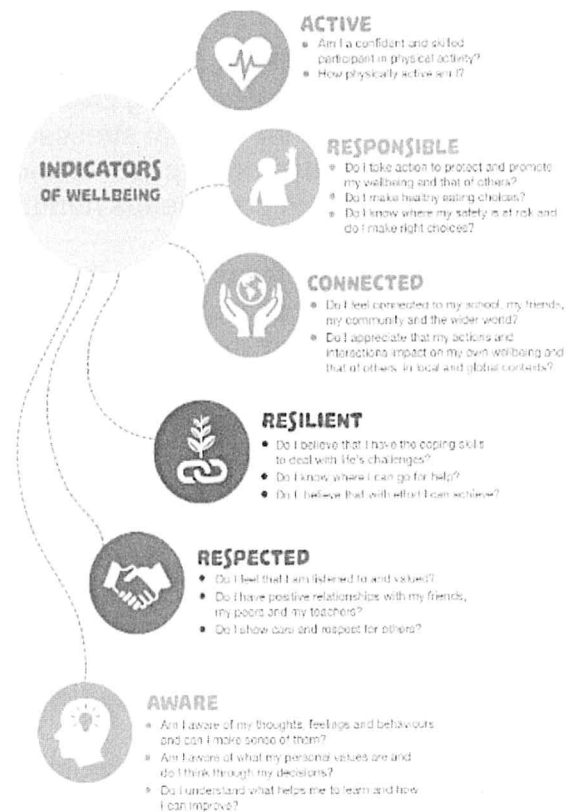 ACTIVE
Am I a confident and skilled
participant in physical activity?
How physically active am I?
INDICATORS
OF WELLBEING
RESPONSIBLE
Do I take action to protect and promote
my wellbeing and that of others?
Do I make healthy eating choices?
Do I know where my safety is at risk and
do I make right choices?
CONNECTED
Do I feel connected to my school, my friends,
my community and the wider world?
Do I appreciate that my actions and
interactions impact on my own wellbeing and
that of others, in local and global contexts?
RESILIENT
Do I believe that I have the coping skills
to deal with life's challenges?
Do I know where I can go for help?
Do I believe that with effort I can achieve?
RESPECTED
Do I feel that I am listened to and valued?
Do I have positive relationships with my friends,
my peers and my teachers?
Do I show care and respect for others?
AWARE
Am I aware of my thoughts, feelings and behaviours
and can I make sense of them?
Am I aware of what my personal values are and
do I think through my decisions?
Do I understand what helps me to learn and how
I can improve?